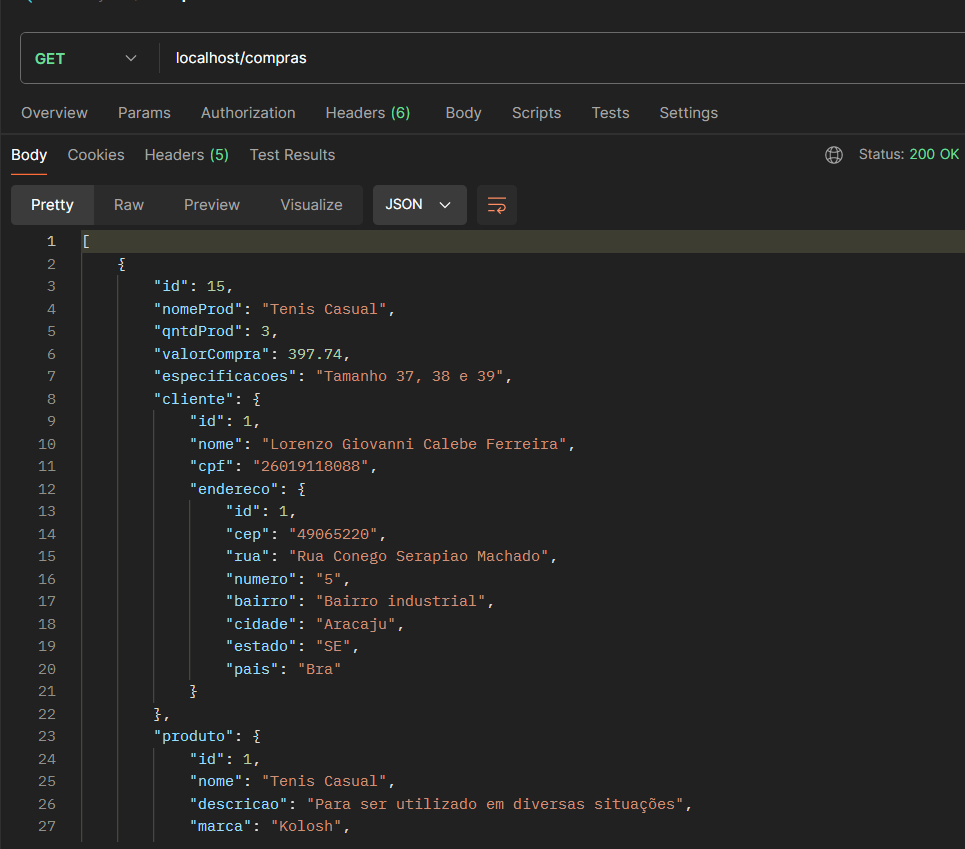 GET localhost/compras
Overview Params Authorization Headers (6) Body Scripts Tests Settings
Body Cookies Headers (5) Test Results Status: 200 OK
Pretty Raw Preview Visualize JSON
1 [
2 {
3 "id": 15,
4 "nomeProd": "Tenis Casual",
5 "qntdProd": 3,
6 "valorCompra": 397.74,
7 "especificacoes": "Tamanho 37, 38 e 39",
8 "cliente": {
9 "id": 1,
10 "nome": "Lorenzo Giovanni Calebe Ferreira",
11 "cpf": "26019118088",
12 "endereco": {
13 "id": 1,
14 "cep": "49065220",
15 "rua": "Rua Conego Serapiao Machado",
16 "numero": "5",
17 "bairro": "Bairro industrial",
18 "cidade": "Aracaju",
19 "estado": "SE",
20 "pais": "Bra"
21 }
22 },
23 "produto": {
24 "id": 1,
25 "nome": "Tenis Casual",
26 "descricao": "Para ser utilizado em diversas situações",
27 "marca": "Kolosh",